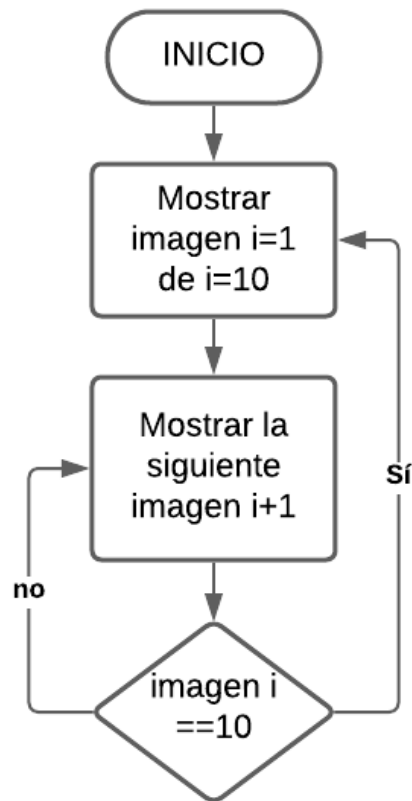 INICIO
Mostrar
imagen i=1
de i=10
Mostrar la
siguiente
imagen i+1
Sí
no
imagen i
==10